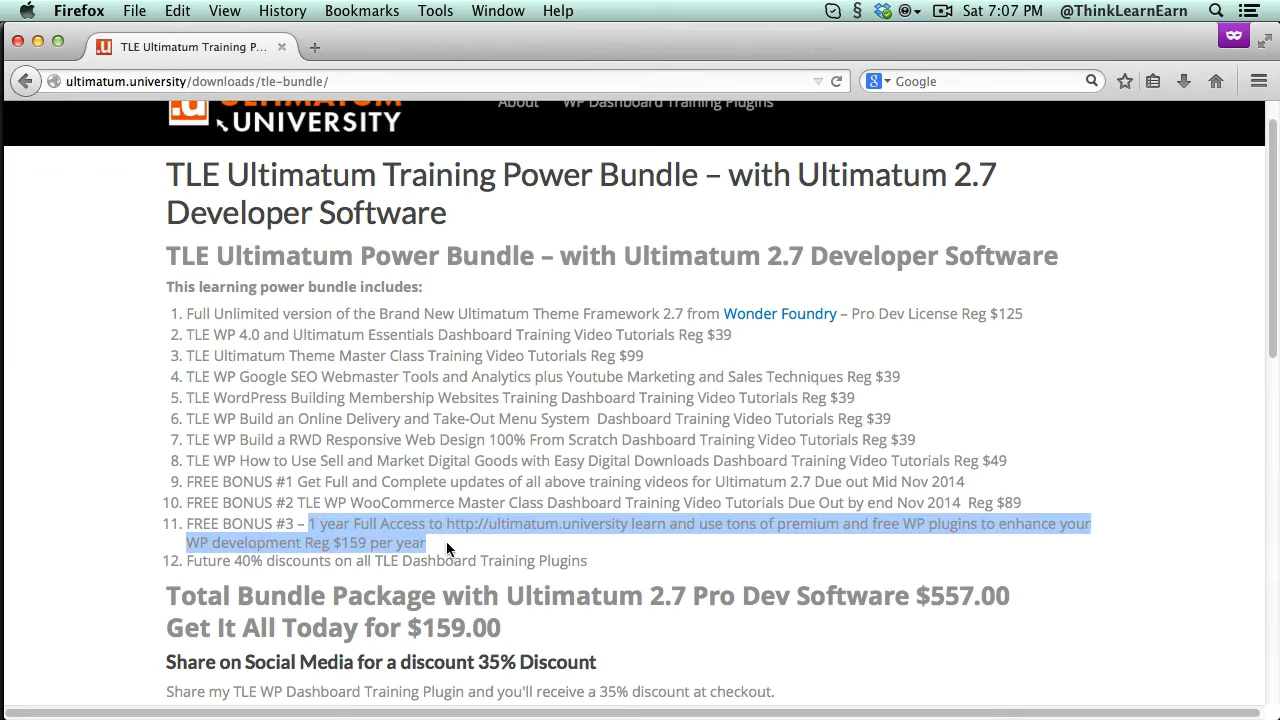 Firefox File Edit View History Bookmarks Tools Window Help Sat 7:07 PM @ThinkLearnEarn
TLE Ultimatum Training P...
ultimatum.university/downloads/tle-bundle/ Google
ULTIMATUM About WP Dashboard Training Plugins
UNIVERSITY
TLE Ultimatum Training Power Bundle – with Ultimatum 2.7
Developer Software
TLE Ultimatum Power Bundle – with Ultimatum 2.7 Developer Software
This learning power bundle includes:
1. Full Unlimited version of the Brand New Ultimatum Theme Framework 2.7 from Wonder Foundry – Pro Dev License Reg $125
2. TLE WP 4.0 and Ultimatum Essentials Dashboard Training Video Tutorials Reg $39
3. TLE Ultimatum Theme Master Class Training Video Tutorials Reg $99
4. TLE WP Google SEO Webmaster Tools and Analytics plus Youtube Marketing and Sales Techniques Reg $39
5. TLE WordPress Building Membership Websites Training Dashboard Training Video Tutorials Reg $39
6. TLE WP Build an Online Delivery and Take-Out Menu System Dashboard Training Video Tutorials Reg $39
7. TLE WP Build a RWD Responsive Web Design 100% From Scratch Dashboard Training Video Tutorials Reg $39
8. TLE WP How to Use Sell and Market Digital Goods with Easy Digital Downloads Dashboard Training Video Tutorials Reg $49
9. FREE BONUS #1 Get Full and Complete updates of all above training videos for Ultimatum 2.7 Due out Mid Nov 2014
10. FREE BONUS #2 TLE WP WooCommerce Master Class Dashboard Training Video Tutorials Due Out by end Nov 2014 Reg $89
11. FREE BONUS #3 – 1 year Full Access to http://ultimatum.university learn and use tons of premium and free WP plugins to enhance your
WP development Reg $159 per year
12. Future 40% discounts on all TLE Dashboard Training Plugins
Total Bundle Package with Ultimatum 2.7 Pro Dev Software $557.00
Get It All Today for $159.00
Share on Social Media for a discount 35% Discount
Share my TLE WP Dashboard Training Plugin and you'll receive a 35% discount at checkout.